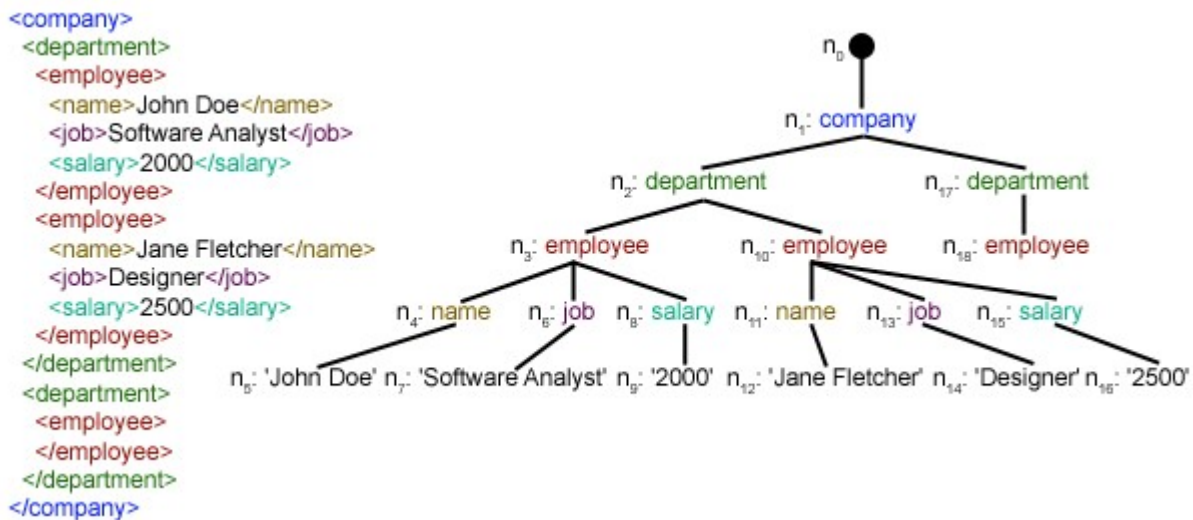 <company>
<department>
<employee>
<name>John Doe</name>
<job>Software Analyst</job>
<salary>2000</salary>
</employee>
<employee>
<name>Jane Fletcher</name>
<job>Designer</job>
<salary>2500</salary>
</employee>
</department>
<department>
<employee>
</employee>
</department>
</company>
n₀
n₁: company
n₂: department n₁₇: department
n₃: employee n₁₀: employee n₁₈: employee
n₄: name n₆: job n₈: salary n₁₁: name n₁₃: job n₁₅: salary
n₅: 'John Doe' n₇: 'Software Analyst' n₉: '2000' n₁₂: 'Jane Fletcher' n₁₄: 'Designer' n₁₆: '2500'